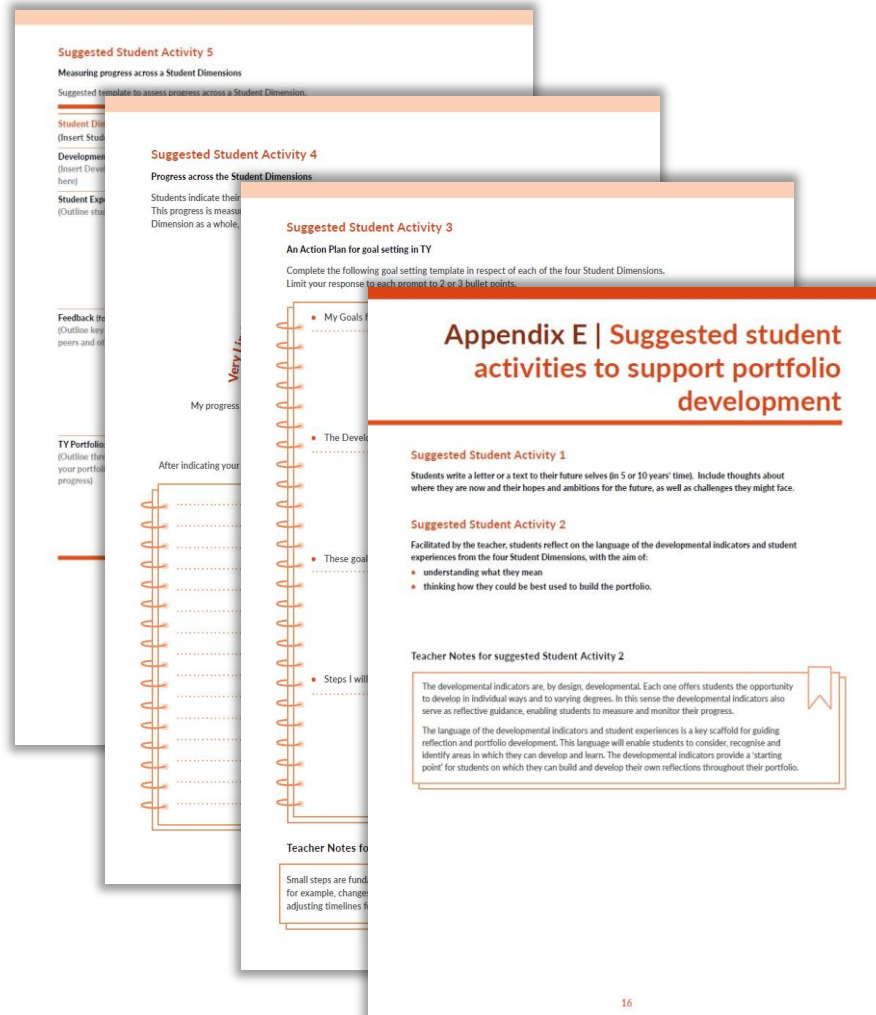 Suggested Student Activity 5
Measuring progress across a Student Dimensions
Suggested template to assess progress across a Student Dimension.
Student Dim
(Insert Stud
Developmen
(Insert Deve
here)
Student Exp
(Outline stu
Feedback (fo
(Outline key
peers and ot
TY Portfolio
(Outline thr
your portfoli
progress)
Suggested Student Activity 4
Progress across the Student Dimensions
Students indicate their
This progress is measu
Dimension as a whole,
Very Li
My progress
After indicating your
Suggested Student Activity 3
An Action Plan for goal setting in TY
Complete the following goal setting template in respect of each of the four Student Dimensions.
Limit your response to each prompt to 2 or 3 bullet points.
• My Goals f
• The Develo
• These goal
• Steps I will
Teacher Notes fo
Small steps are funda
for example, changes
adjusting timelines f
Appendix E | Suggested student
activities to support portfolio
development
Suggested Student Activity 1
Students write a letter or a text to their future selves (in 5 or 10 years' time). Include thoughts about
where they are now and their hopes and ambitions for the future, as well as challenges they might face.
Suggested Student Activity 2
Facilitated by the teacher, students reflect on the language of the developmental indicators and student
experiences from the four Student Dimensions, with the aim of:
• understanding what they mean
• thinking how they could be best used to build the portfolio.
Teacher Notes for suggested Student Activity 2
The developmental indicators are, by design, developmental. Each one offers students the opportunity
to develop in individual ways and to varying degrees. In this sense the developmental indicators also
serve as reflective guidance, enabling students to measure and monitor their progress.
The language of the developmental indicators and student experiences is a key scaffold for guiding
reflection and portfolio development. This language will enable students to consider, recognise and
identify areas in which they can develop and learn. The developmental indicators provide a 'starting
point' for students on which they can build and develop their own reflections throughout their portfolio.
16